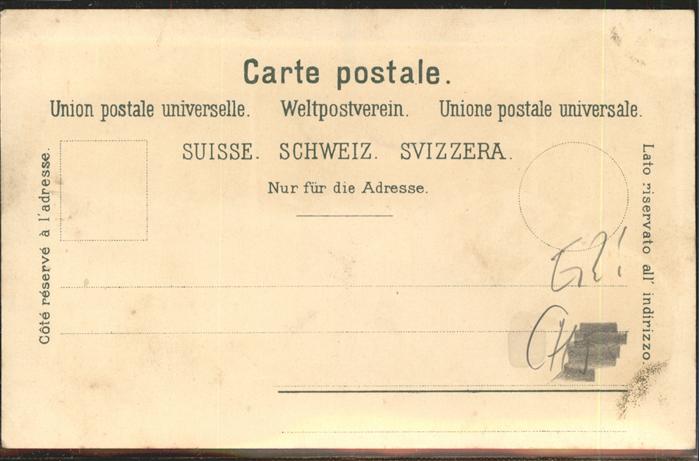 Carte postale.
Union postale universelle. Weltpostverein. Unione postale universale.
SUISSE. SCHWEIZ. SVIZZERA.
Nur für die Adresse.
Côté réservé à l'adresse.
Lato riservato all' indirizzo.